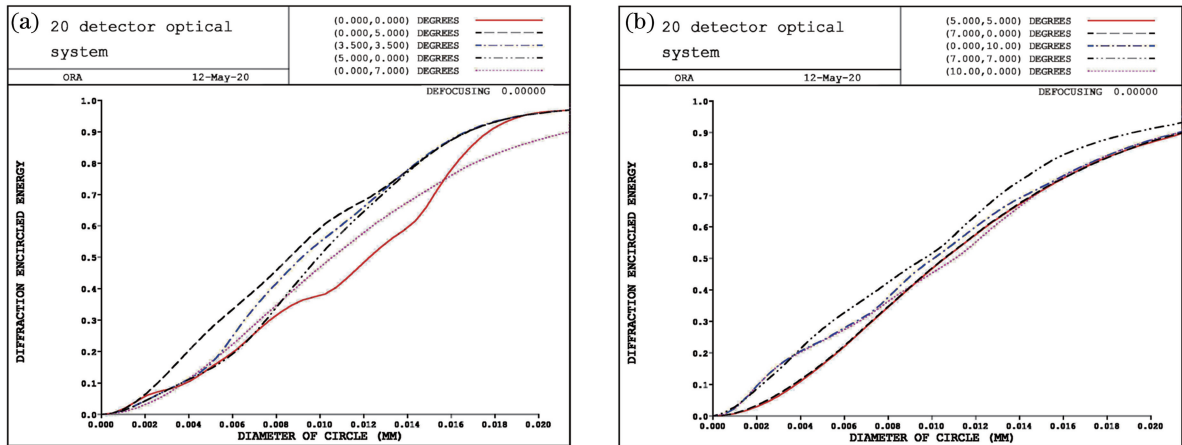 (a)
20 detector optical
system
ORA 12-May-20
(0.000,0.000) DEGREES
(0.000,5.000) DEGREES
(3.500,3.500) DEGREES
(5.000,0.000) DEGREES
(0.000,7.000) DEGREES
DEFOCUSING 0.00000
1.0
0.9
0.8
0.7
0.6
0.5
0.4
0.3
0.2
0.1
0.0
DIFFRACTION ENCIRCLED ENERGY
0.000 0.002 0.004 0.006 0.008 0.010 0.012 0.014 0.016 0.018 0.020
DIAMETER OF CIRCLE (MM)
(b)
20 detector optical
system
ORA 12-May-20
(5.000,5.000) DEGREES
(7.000,0.000) DEGREES
(0.000,10.00) DEGREES
(7.000,7.000) DEGREES
(10.00,0.000) DEGREES
DEFOCUSING 0.00000
1.0
0.9
0.8
0.7
0.6
0.5
0.4
0.3
0.2
0.1
0.0
DIFFRACTION ENCIRCLED ENERGY
0.000 0.002 0.004 0.006 0.008 0.010 0.012 0.014 0.016 0.018 0.020
DIAMETER OF CIRCLE (MM)